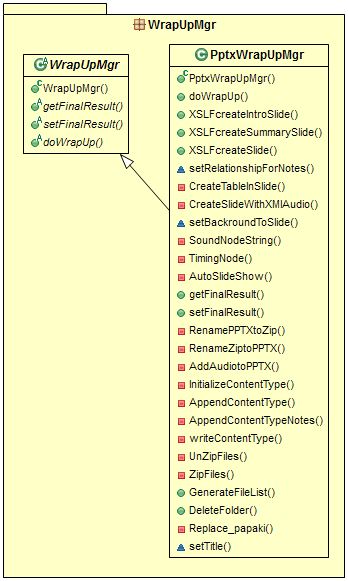 WrapUpMgr
WrapUpMgr
WrapUpMgr()
getFinalResult()
setFinalResult()
doWrapUp()
PptxWrapUpMgr
PptxWrapUpMgr()
doWrapUp()
XSLFcreateIntroSlide()
XSLFcreateSummarySlide()
XSLFcreateSlide()
setRelationshipForNotes()
CreateTableInSlide()
CreateSlideWithXMlAudio()
setBackroundToSlide()
SoundNodeString()
TimingNode()
AutoSlideShow()
getFinalResult()
setFinalResult()
RenamePPTXtoZip()
RenameZiptoPPTX()
AddAudiotoPPTX()
InitializeContentType()
AppendContentType()
AppendContentTypeNotes()
writeContentType()
UnZipFiles()
ZipFiles()
GenerateFileList()
DeleteFolder()
Replace_papaki()
setTitle()